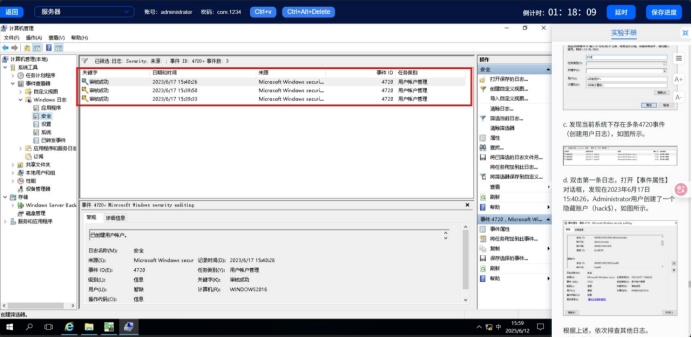 返回
服务器
账号: administrator 密码: com.1234
Ctrl+v
Ctrl+Alt+Delete
倒计时: 01 : 18 : 09
延时
保存进度
计算机管理
文件(F) 操作(A) 查看(V) 帮助(H)
计算机管理(本地)
系统工具
任务计划程序
事件查看器
自定义视图
Windows 日志
应用程序
安全
设置
系统
已转发事件
应用程序和服务日志
订阅
共享文件夹
本地用户和组
性能
设备管理器
存储
Windows Server Back
磁盘管理
服务和应用程序
已筛选:日志: Security; 来源: ; 事件 ID: 4720。事件数: 3
关键字 日期和时间 来源 事件 ID 任务类别
审核成功 2023/6/17 15:40:26 Microsoft Windows securi... 4720 用户帐户管理
审核成功 2023/6/17 15:39:50 Microsoft Windows securi... 4720 用户帐户管理
审核成功 2023/6/17 15:39:33 Microsoft Windows securi... 4720 用户帐户管理
事件 4720, Microsoft Windows security auditing.
常规 详细信息
已创建用户帐户。
日志名称(M): 安全
来源(S): Microsoft Windows secur 记录时间(D): 2023/6/17 15:40:26
事件 ID(E): 4720 任务类别(Y): 用户帐户管理
级别(L): 信息 关键字(K): 审核成功
用户(U): 暂缺 计算机(R): WINDOWS2016
操作代码(O): 信息
操作
安全
打开保存的日志...
创建自定义视图...
导入自定义视图...
清除日志...
筛选当前日志...
清除筛选器
属性
查找...
将已筛选的日志文件另...
将任务附加到此日志...
将筛选器保存到自定义...
查看
刷新
帮助
事件 4720，Microsoft Wi...
事件属性
将任务附加到此事件...
复制
保存选择的事件...
刷新
帮助
创建筛选器。
15:59
2025/6/12
实验手册
A+
A-
c. 发现当前系统下存在多条4720事件
（创建用户日志），如图所示。
d. 双击第一条日志，打开【事件属性】
对话框，发现在2023年6月17日
15:40:26，Administrator用户创建了一个
隐藏账户（hack$），如图所示。
根据上述，依次排查其他日志。